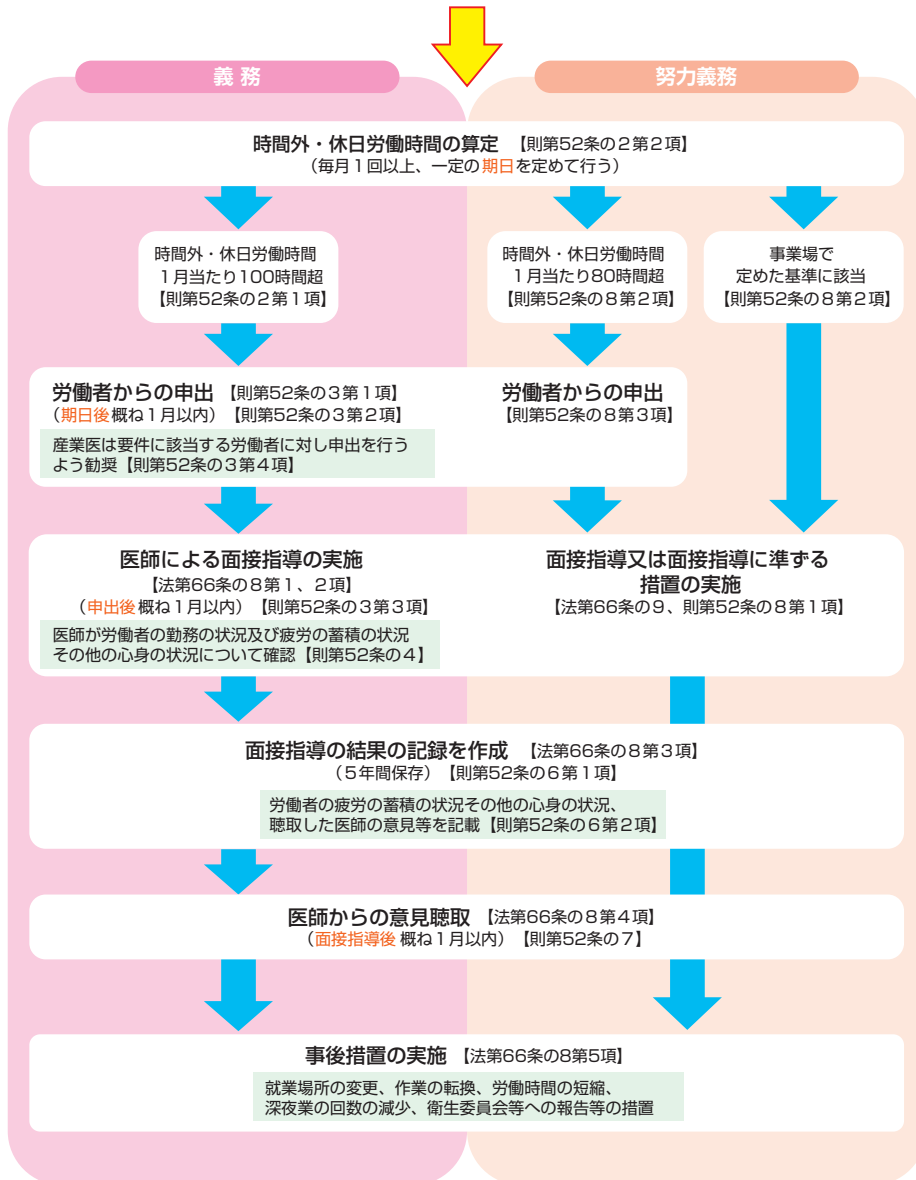 義 務
努力義務
時間外・休日労働時間の算定 【則第52条の2第2項】
（毎月1回以上、一定の期日を定めて行う）
時間外・休日労働時間
1月当たり100時間超
【則第52条の2第1項】
時間外・休日労働時間
1月当たり80時間超
【則第52条の8第2項】
事業場で
定めた基準に該当
【則第52条の8第2項】
労働者からの申出 【則第52条の3第1項】
（期日後概ね1月以内）【則第52条の3第2項】
産業医は要件に該当する労働者に対し申出を行う
よう勧奨【則第52条の3第4項】
労働者からの申出
【則第52条の8第3項】
医師による面接指導の実施
【法第66条の8第1、2項】
（申出後概ね1月以内）【則第52条の3第3項】
医師が労働者の勤務の状況及び疲労の蓄積の状況
その他の心身の状況について確認【則第52条の4】
面接指導又は面接指導に準ずる
措置の実施
【法第66条の9、則第52条の8第1項】
面接指導の結果の記録を作成 【法第66条の8第3項】
（5年間保存）【則第52条の6第1項】
労働者の疲労の蓄積の状況その他の心身の状況、
聴取した医師の意見等を記載【則第52条の6第2項】
医師からの意見聴取 【法第66条の8第4項】
（面接指導後 概ね1月以内）【則第52条の7】
事後措置の実施 【法第66条の8第5項】
就業場所の変更、作業の転換、労働時間の短縮、
深夜業の回数の減少、衛生委員会等への報告等の措置